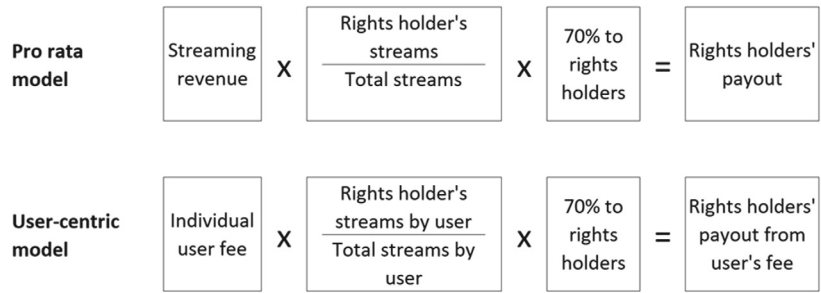 Pro rata
model
Streaming
revenue
X
Rights holder's
streams
Total streams
X
70% to
rights
holders
=
Rights holders'
payout
User-centric
model
Individual
user fee
X
Rights holder's
streams by user
Total streams by
user
X
70% to
rights
holders
=
Rights holders'
payout from
user's fee